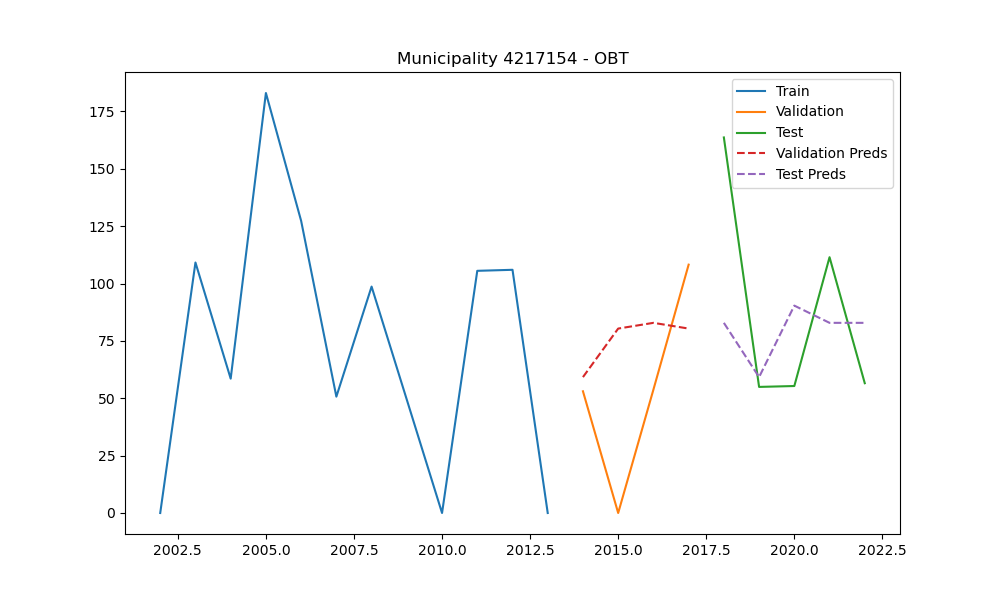 Municipality 4217154 - OBT
Train
Validation
Test
Validation Preds
Test Preds
175
150
125
100
75
50
25
0
2002.5 2005.0 2007.5 2010.0 2012.5 2015.0 2017.5 2020.0 2022.5